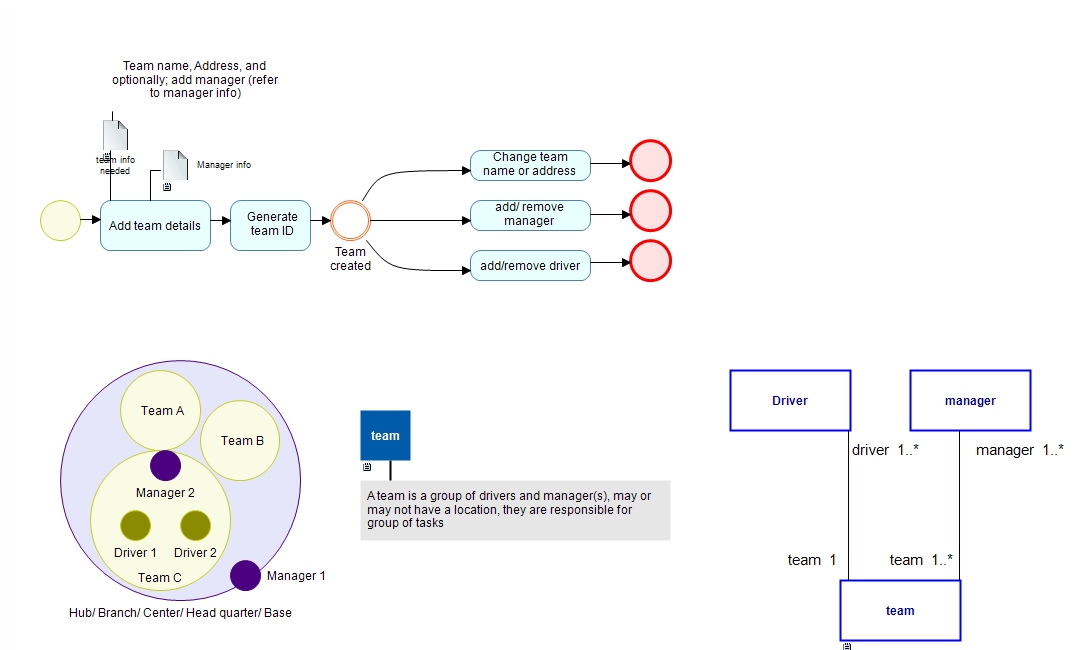 Team name, Address, and
optionally; add manager (refer
to manager info)
team info
needed
Manager info
Add team details
Generate
team ID
Team
created
Change team
name or address
add/ remove
manager
add/remove driver
Team A
Team B
Manager 2
Driver 1
Driver 2
Team C
Manager 1
Hub/ Branch/ Center/ Head quarter/ Base
team
A team is a group of drivers and manager(s), may or
may not have a location, they are responsible for
group of tasks
Driver
manager
driver 1..*
manager 1..*
team 1
team 1..*
team